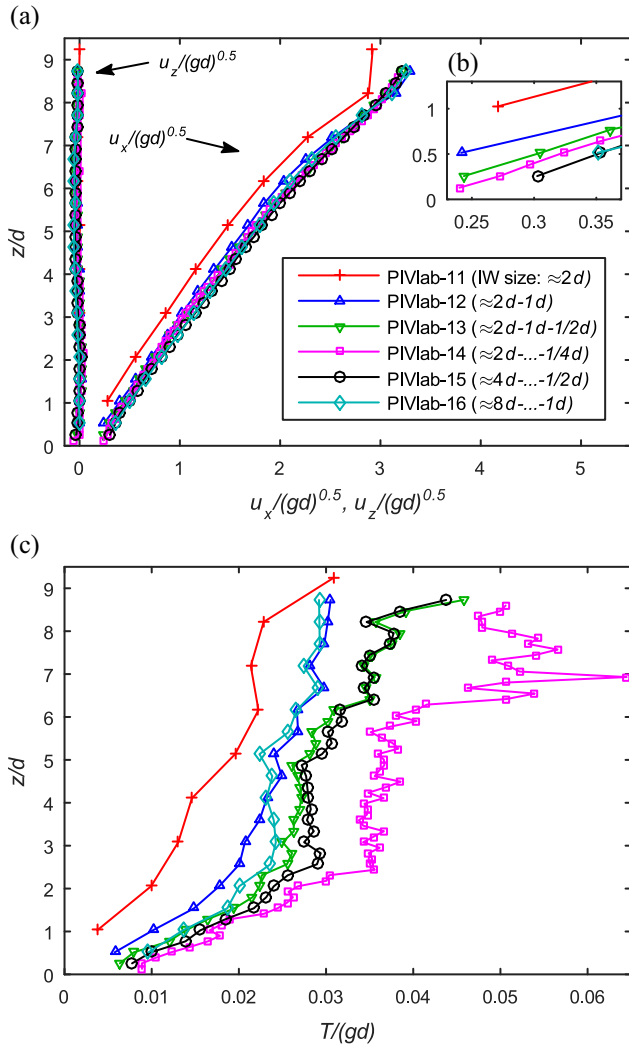 (a)
9
8
7
6
5
4
3
2
1
0
z/d
u_z/(gd)^0.5
u_x/(gd)^0.5
(b)
1
0.5
0
0.25 0.3 0.35
PIVlab-11 (IW size: ≈2d)
PIVlab-12 (≈2d-1d)
PIVlab-13 (≈2d-1d-1/2d)
PIVlab-14 (≈2d-...-1/4d)
PIVlab-15 (≈4d-...-1/2d)
PIVlab-16 (≈8d-...-1d)
0 1 2 3 4 5
u_x/(gd)^0.5, u_z/(gd)^0.5
(c)
9
8
7
6
5
4
3
2
1
0
z/d
0 0.01 0.02 0.03 0.04 0.05 0.06
T/(gd)